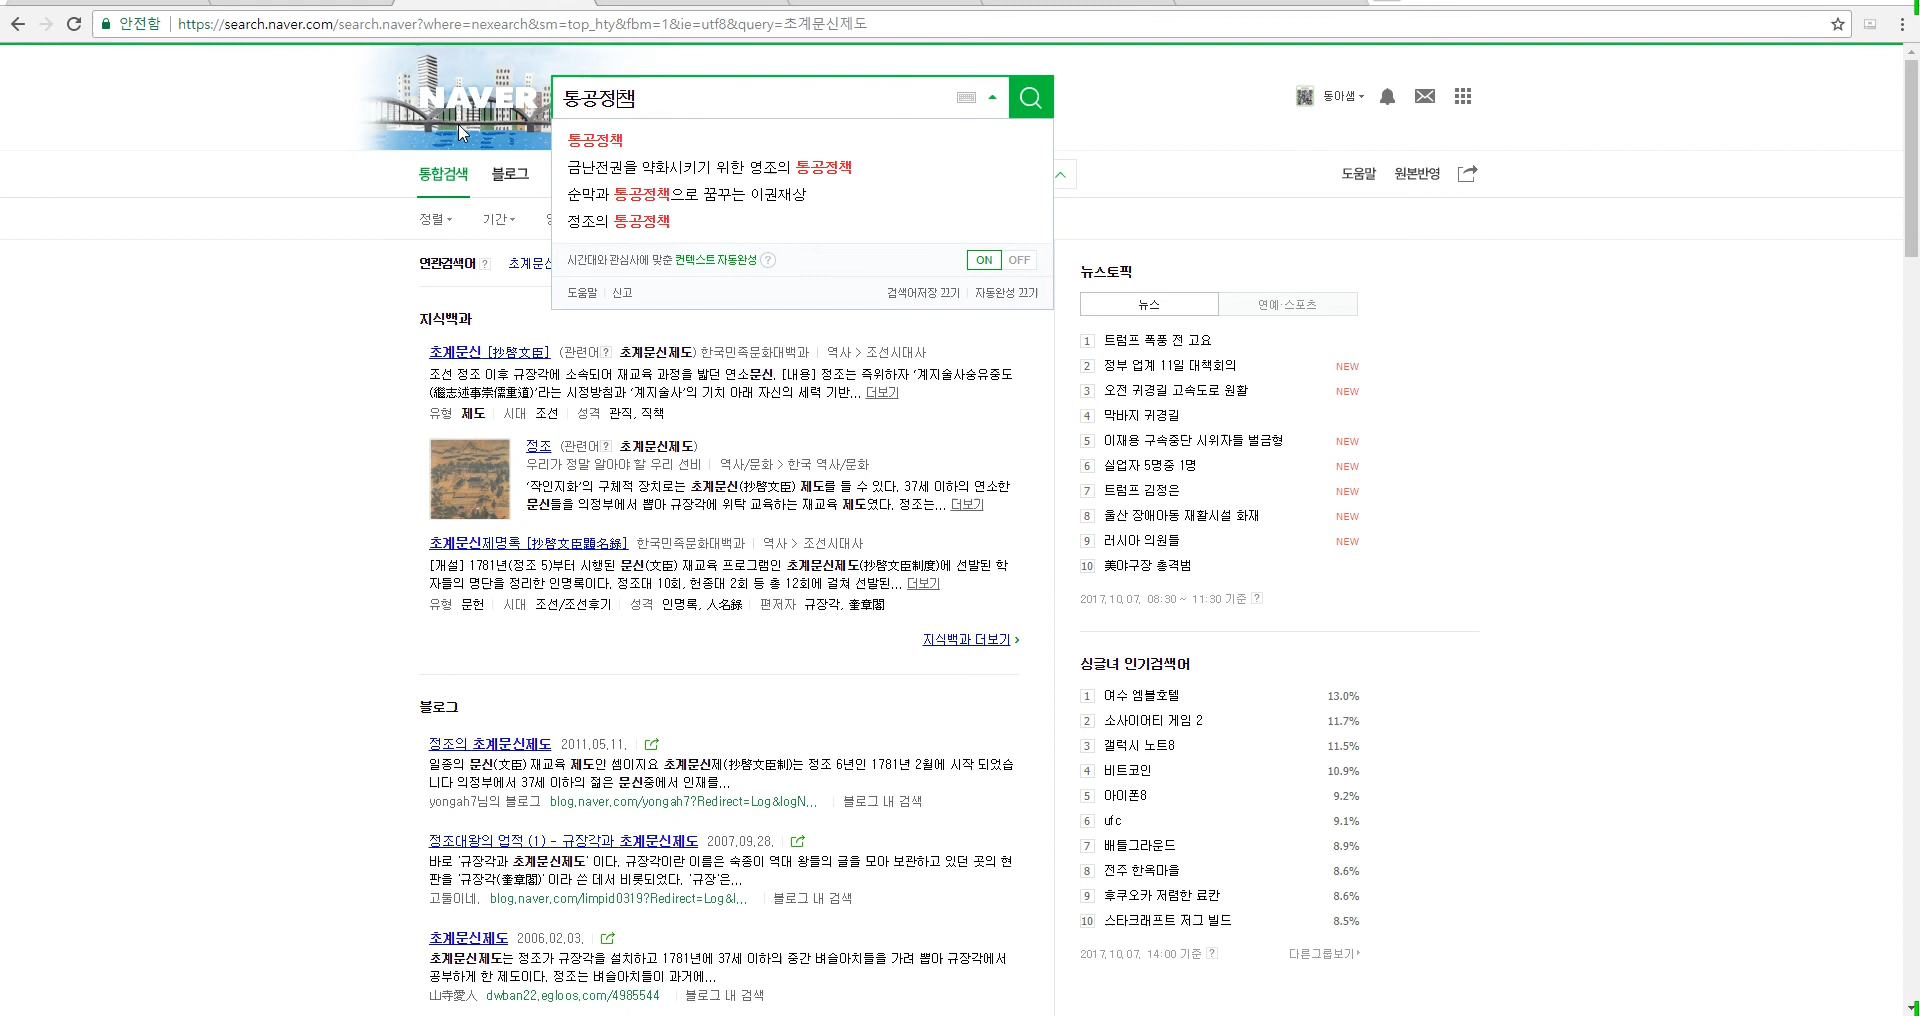 안전함 https://search.naver.com/search.naver?where=nexearch&sm=top_hty&fbm=1&ie=utf8&query=초계문신제도
NAVER
통공정책
동아샘
통공정책
금난전권을 약화시키기 위한 영조의 통공정책
순막과 통공정책으로 꿈꾸는 이권재상
정조의 통공정책
시간대와 관심사에 맞춘 컨텍스트 자동완성 ? ON OFF
도움말 신고 검색어저장 끄기 자동완성 끄기
통합검색 블로그 도움말 원본반영
정렬 기간
연관검색어 ? 초계문신
지식백과
초계문신 [抄啓文臣] (관련어? 초계문신제도) 한국민족문화대백과 역사 > 조선시대사
조선 정조 이후 규장각에 소속되어 재교육 과정을 밟던 연소문신. [내용] 정조는 즉위하자 ‘계지술사숭유중도
(繼志述事崇儒重道)’라는 시정방침과 ‘계지술사’의 기치 아래 자신의 세력 기반... 더보기
유형 제도 시대 조선 성격 관직, 직책
정조 (관련어? 초계문신제도)
우리가 정말 알아야 할 우리 선비 역사/문화 > 한국 역사/문화
‘작인지화’의 구체적 장치로는 초계문신(抄啓文臣) 제도를 들 수 있다. 37세 이하의 연소한
문신들을 의정부에서 뽑아 규장각에 위탁 교육하는 재교육 제도였다. 정조는... 더보기
초계문신제명록 [抄啓文臣題名錄] 한국민족문화대백과 역사 > 조선시대사
[개설] 1781년(정조 5)부터 시행된 문신(文臣) 재교육 프로그램인 초계문신제도(抄啓文臣制度)에 선발된 학
자들의 명단을 정리한 인명록이다. 정조대 10회, 헌종대 2회 등 총 12회에 걸쳐 선발된... 더보기
유형 문헌 시대 조선/조선후기 성격 인명록, 人名錄 편저자 규장각, 奎章閣
지식백과 더보기
블로그
정조의 초계문신제도 2011.05.11.
일종의 문신(文臣) 재교육 제도인 셈이지요 초계문신제(抄啓文臣制)는 정조 6년인 1781년 2월에 시작 되었습
니다 의정부에서 37세 이하의 젊은 문신중에서 인재를...
yongah7님의 블로그 blog.naver.com/yongah7?Redirect=Log&logN... 블로그 내 검색
정조대왕의 업적 (1) - 규장각과 초계문신제도 2007.09.28.
바로 '규장각과 초계문신제도' 이다. 규장각이란 이름은 숙종이 역대 왕들의 글을 모아 보관하고 있던 곳의 현
판을 '규장각(奎章閣)' 이라 쓴 데서 비롯되었다. '규장'은...
고돌이네. blog.naver.com/limpid0319?Redirect=Log&l... 블로그 내 검색
초계문신제도 2006.02.03.
초계문신제도는 정조가 규장각을 설치하고 1781년에 37세 이하의 중간 벼슬아치들을 가려 뽑아 규장각에서
공부하게 한 제도이다. 정조는 벼슬아치들이 과거에...
山寺愛人 dwban22.egloos.com/4985544 블로그 내 검색
뉴스토픽
뉴스 연예·스포츠
1 트럼프 폭풍 전 고요
2 정부 업계 11일 대책회의 NEW
3 오전 귀경길 고속도로 원활 NEW
4 막바지 귀경길
5 이재용 구속중단 시위자들 벌금형 NEW
6 실업자 5명중 1명 NEW
7 트럼프 김정은 NEW
8 울산 장애아동 재활시설 화재 NEW
9 러시아 의원들 NEW
10 美야구장 총격범
2017.10.07. 08:30 ~ 11:30 기준 ?
싱글녀 인기검색어
1 여수 엠블호텔 13.0%
2 소사이어티 게임 2 11.7%
3 갤럭시 노트8 11.5%
4 비트코인 10.9%
5 아이폰8 9.2%
6 ufc 9.1%
7 배틀그라운드 8.9%
8 전주 한옥마을 8.6%
9 후쿠오카 저렴한 료칸 8.6%
10 스타크래프트 저그 빌드 8.5%
2017.10.07. 14:00 기준 ? 다른그룹보기